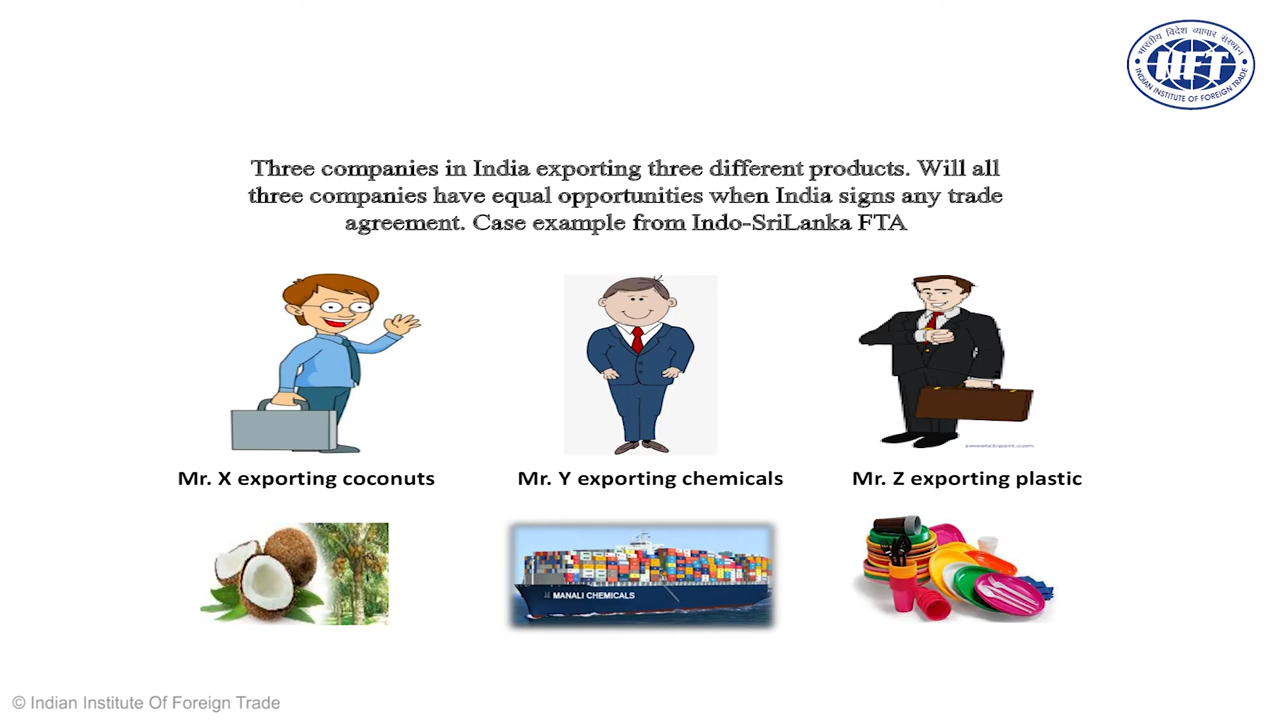 भारतीय विदेश व्यापार संस्थान
IIFT
INDIAN INSTITUTE OF FOREIGN TRADE
Three companies in India exporting three different products. Will all
three companies have equal opportunities when India signs any trade
agreement. Case example from Indo-SriLanka FTA
Mr. X exporting coconuts
Mr. Y exporting chemicals
Mr. Z exporting plastic
MANALI CHEMICALS
© Indian Institute Of Foreign Trade